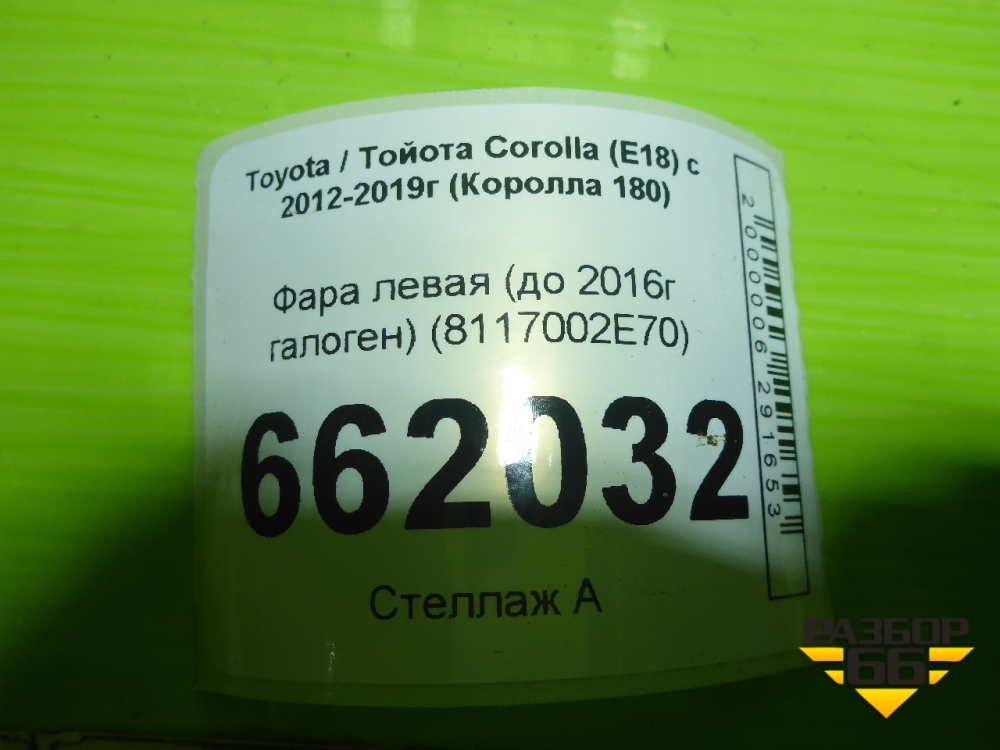 Toyota / Тойота Corolla (E18) с
2012-2019г (Королла 180)
Фара левая (до 2016г
галоген) (8117002E70)
662032
Стеллаж А
2000006291653
РАЗБОР
66